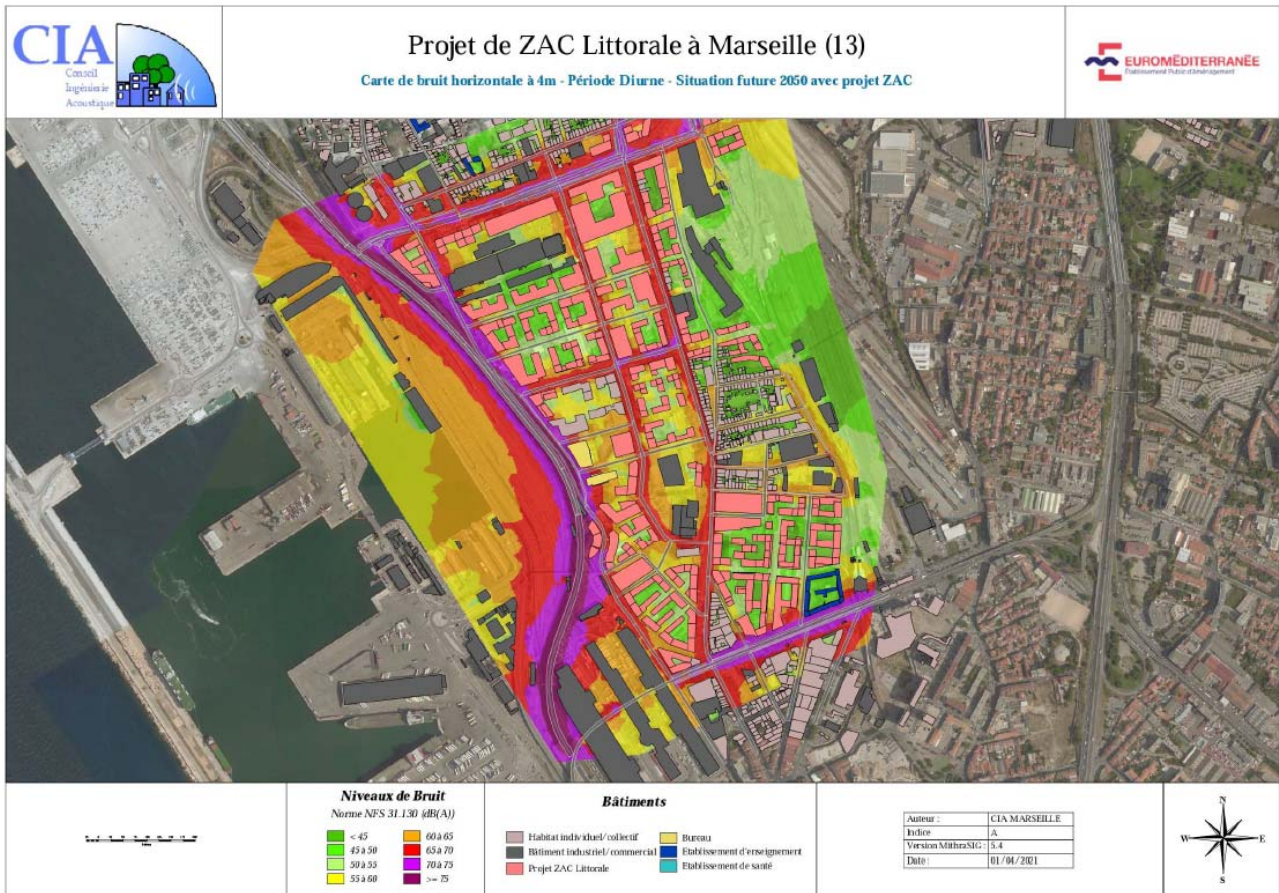 CIA
Conseil
Ingénierie
Acoustique
Projet de ZAC Littorale à Marseille (13)
Carte de bruit horizontale à 4m - Période Diurne - Situation future 2050 avec projet ZAC
EUROMÉDITERRANÉE
Etablissement Public d'Aménagement
Niveaux de Bruit
Norme NFS 31.130 (dB(A))
< 45
45 à 50
50 à 55
55 à 60
60 à 65
65 à 70
70 à 75
>= 75
Bâtiments
Habitat individuel/collectif
Bâtiment industriel/commercial
Projet ZAC Littorale
Bureau
Etablissement d'enseignement
Etablissement de santé
Auteur : CIA MARSEILLE
Indice A
Version MithraSIG : 5.4
Date : 01/04/2021
N
W E
S